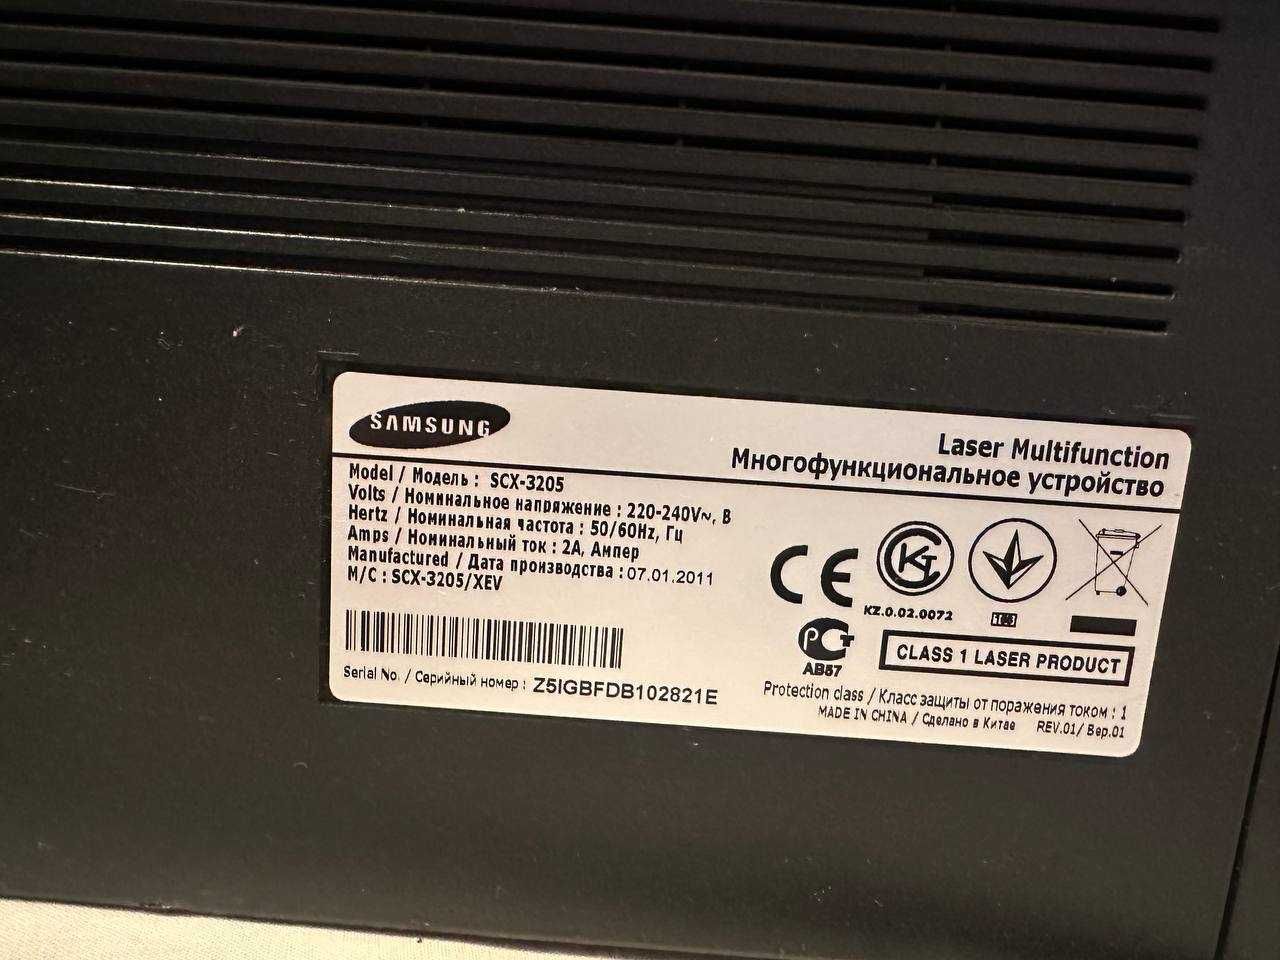 SAMSUNG
Laser Multifunction
Многофункциональное устройство
Model / Модель : SCX-3205
Volts / Номинальное напряжение : 220-240V~, В
Hertz / Номинальная частота : 50/60Hz, Гц
Amps / Номинальный ток : 2A, Ампер
Manufactured / Дата производства : 07.01.2011
M/C : SCX-3205/XEV
Serial No. / Серийный номер : Z5IGBFDB102821E
CE
KZ.0.02.0072
РСТ
АВ57
CLASS 1 LASER PRODUCT
Protection class / Класс защиты от поражения током : 1
MADE IN CHINA / Сделано в Китае REV.01/ Вер.01